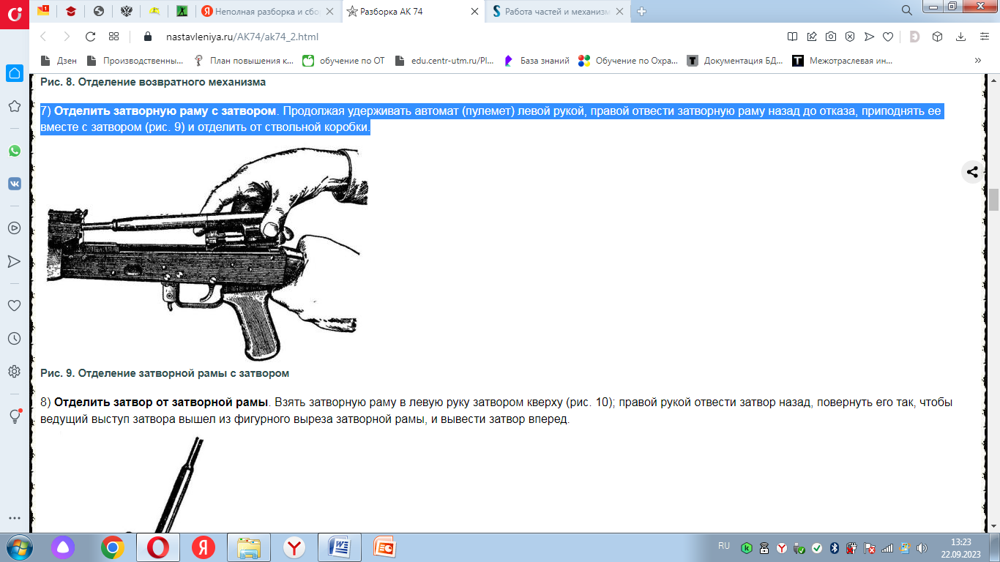 1
Неполная разборка и сбо
Разборка АК 74
Работа частей и механизм
nastavleniya.ru/AK74/ak74_2.html
Дзен
Производственны...
План повышения к...
обучение по ОТ
edu.centr-utm.ru/Pl...
База знаний
Обучение по Охра...
Документация БД...
Межотраслевая ин...
»
Рис. 8. Отделение возвратного механизма
7) Отделить затворную раму с затвором. Продолжая удерживать автомат (пулемет) левой рукой, правой отвести затворную раму назад до отказа, приподнять ее
вместе с затвором (рис. 9) и отделить от ствольной коробки.
Рис. 9. Отделение затворной рамы с затвором
8) Отделить затвор от затворной рамы. Взять затворную раму в левую руку затвором кверху (рис. 10); правой рукой отвести затвор назад, повернуть его так, чтобы
ведущий выступ затвора вышел из фигурного выреза затворной рамы, и вывести затвор вперед.
RU
13:23
22.09.2023